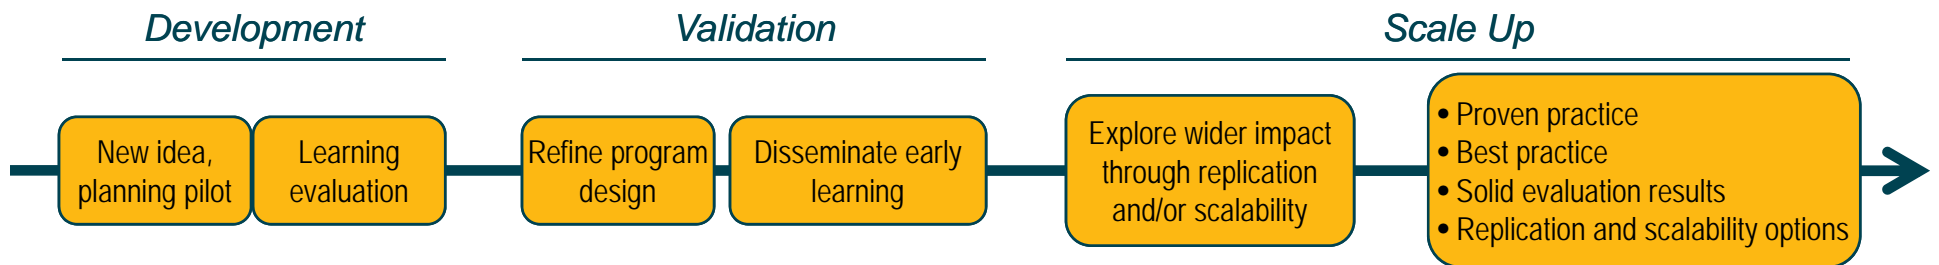 Development
Validation
Scale Up
New idea,
planning pilot
Learning
evaluation
Refine program
design
Disseminate early
learning
Explore wider impact
through replication
and/or scalability
• Proven practice
• Best practice
• Solid evaluation results
• Replication and scalability options